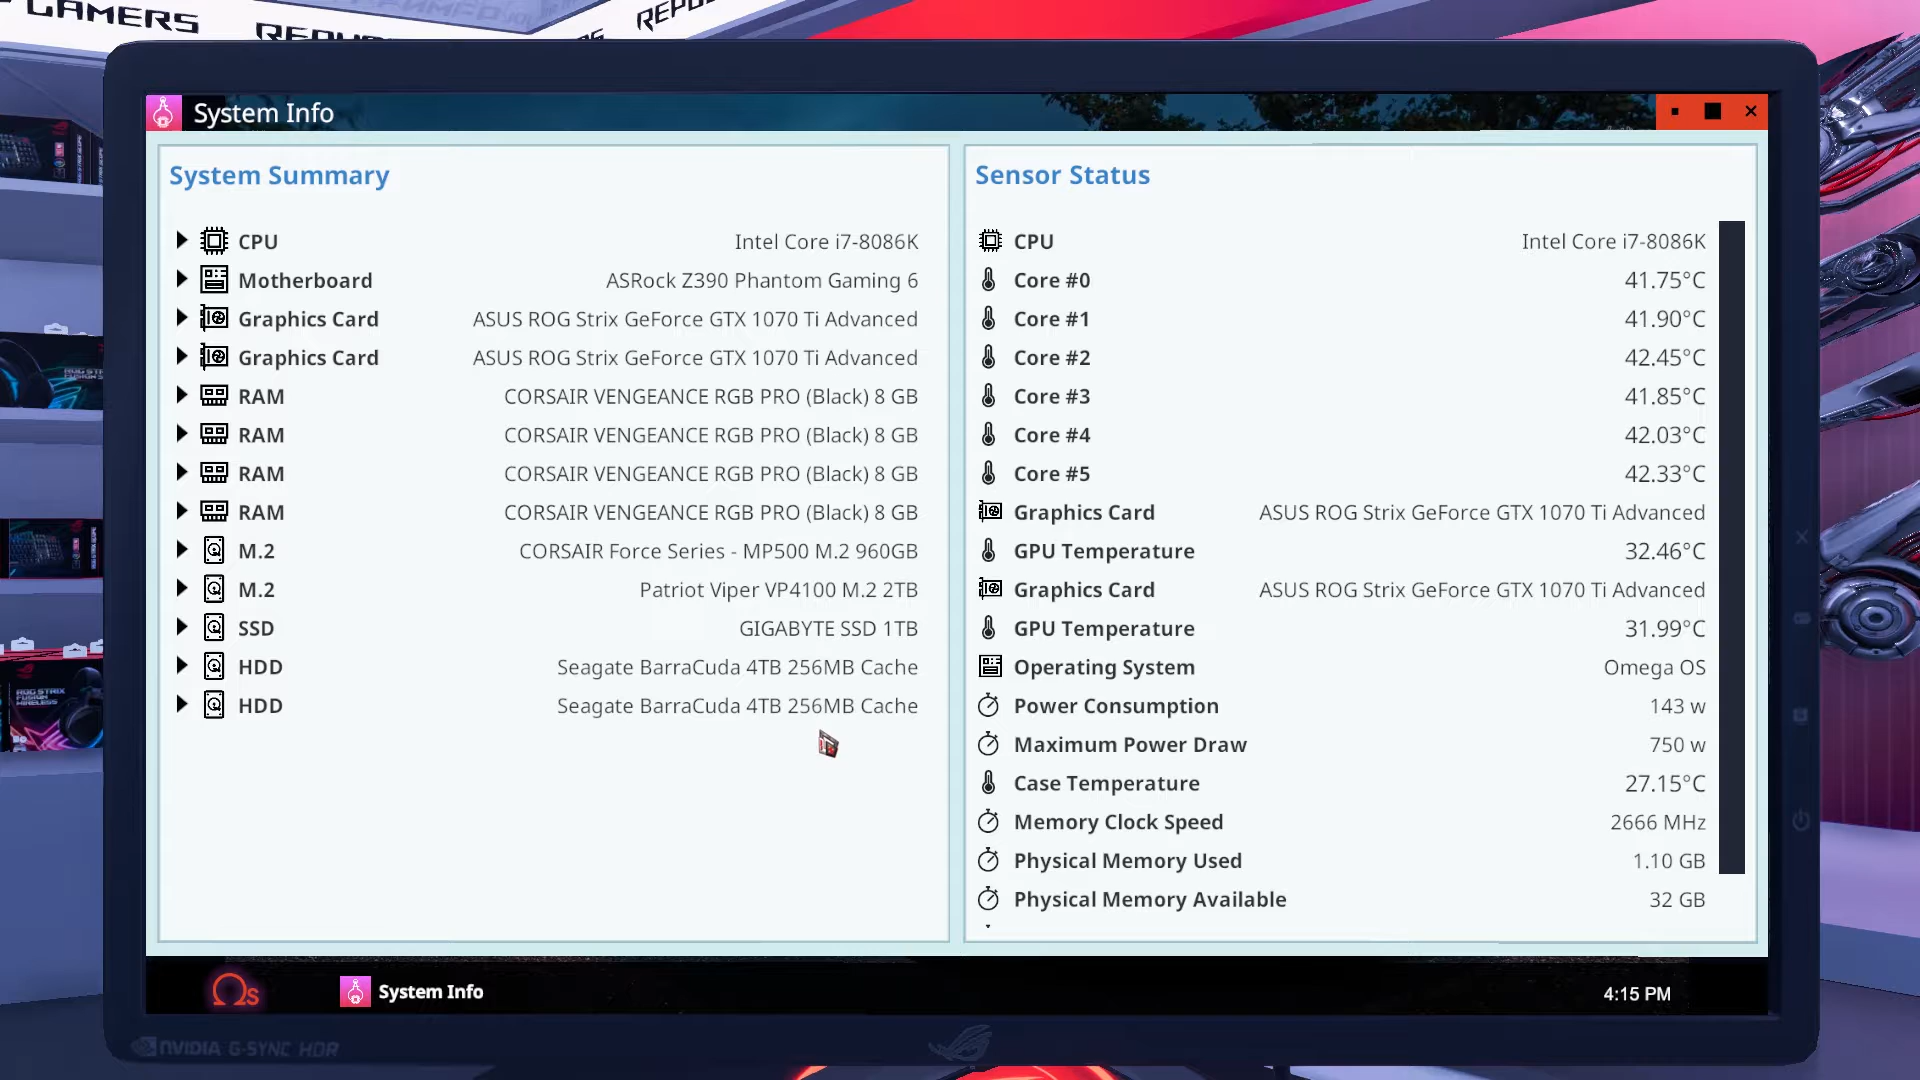 GAMERS
System Info
System Summary
CPU Intel Core i7-8086K
Motherboard ASRock Z390 Phantom Gaming 6
Graphics Card ASUS ROG Strix GeForce GTX 1070 Ti Advanced
Graphics Card ASUS ROG Strix GeForce GTX 1070 Ti Advanced
RAM CORSAIR VENGEANCE RGB PRO (Black) 8 GB
RAM CORSAIR VENGEANCE RGB PRO (Black) 8 GB
RAM CORSAIR VENGEANCE RGB PRO (Black) 8 GB
RAM CORSAIR VENGEANCE RGB PRO (Black) 8 GB
M.2 CORSAIR Force Series - MP500 M.2 960GB
M.2 Patriot Viper VP4100 M.2 2TB
SSD GIGABYTE SSD 1TB
HDD Seagate BarraCuda 4TB 256MB Cache
HDD Seagate BarraCuda 4TB 256MB Cache
Sensor Status
CPU Intel Core i7-8086K
Core #0 41.75°C
Core #1 41.90°C
Core #2 42.45°C
Core #3 41.85°C
Core #4 42.03°C
Core #5 42.33°C
Graphics Card ASUS ROG Strix GeForce GTX 1070 Ti Advanced
GPU Temperature 32.46°C
Graphics Card ASUS ROG Strix GeForce GTX 1070 Ti Advanced
GPU Temperature 31.99°C
Operating System Omega OS
Power Consumption 143 w
Maximum Power Draw 750 w
Case Temperature 27.15°C
Memory Clock Speed 2666 MHz
Physical Memory Used 1.10 GB
Physical Memory Available 32 GB
Ωs
System Info
4:15 PM
NVIDIA G-SYNC HDR